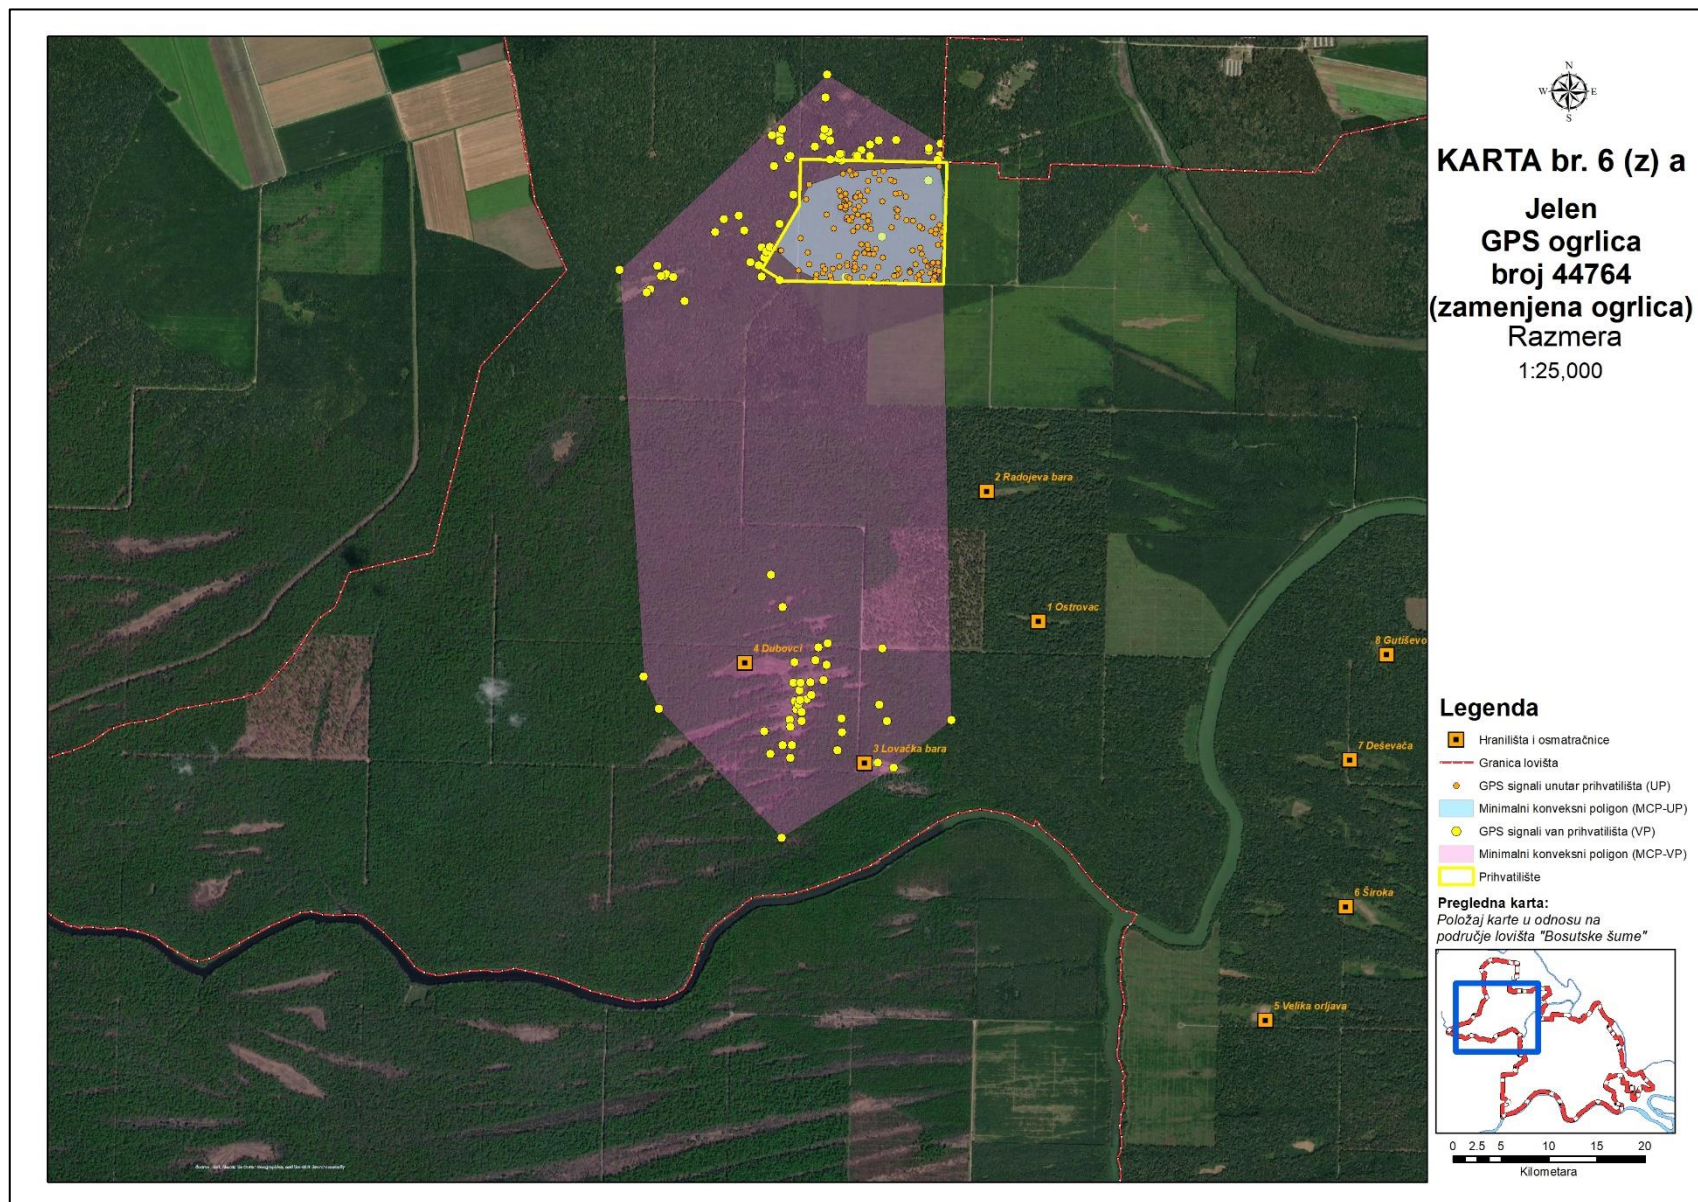 N
W E
S
KARTA br. 6 (z) a
Jelen
GPS ogrlica
broj 44764
(zamenjena ogrlica)
Razmera
1:25,000
2 Radojeva bara
1 Ostrovac
8 Gutiševo
4 Dubovci
3 Lovačka bara
7 Deševača
6 Široka
5 Velika orljava
Legenda
Hranilišta i osmatračnice
Granica lovišta
GPS signali unutar prihvatilišta (UP)
Minimalni konveksni poligon (MCP-UP)
GPS signali van prihvatilišta (VP)
Minimalni konveksni poligon (MCP-VP)
Prihvatilište
Pregledna karta:
Položaj karte u odnosu na
područje lovišta "Bosutske šume"
0 2.5 5 10 15 20
Kilometara